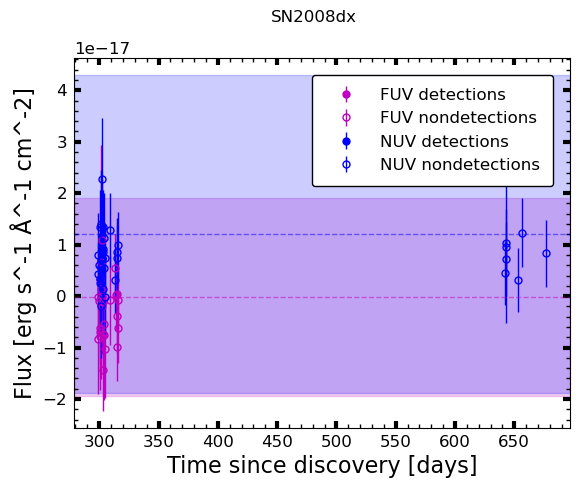 SN2008dx
1e−17
FUV detections
FUV nondetections
NUV detections
NUV nondetections
4
3
2
1
0
−1
−2
Flux [erg s^-1 Å^-1 cm^-2]
300 350 400 450 500 550 600 650
Time since discovery [days]